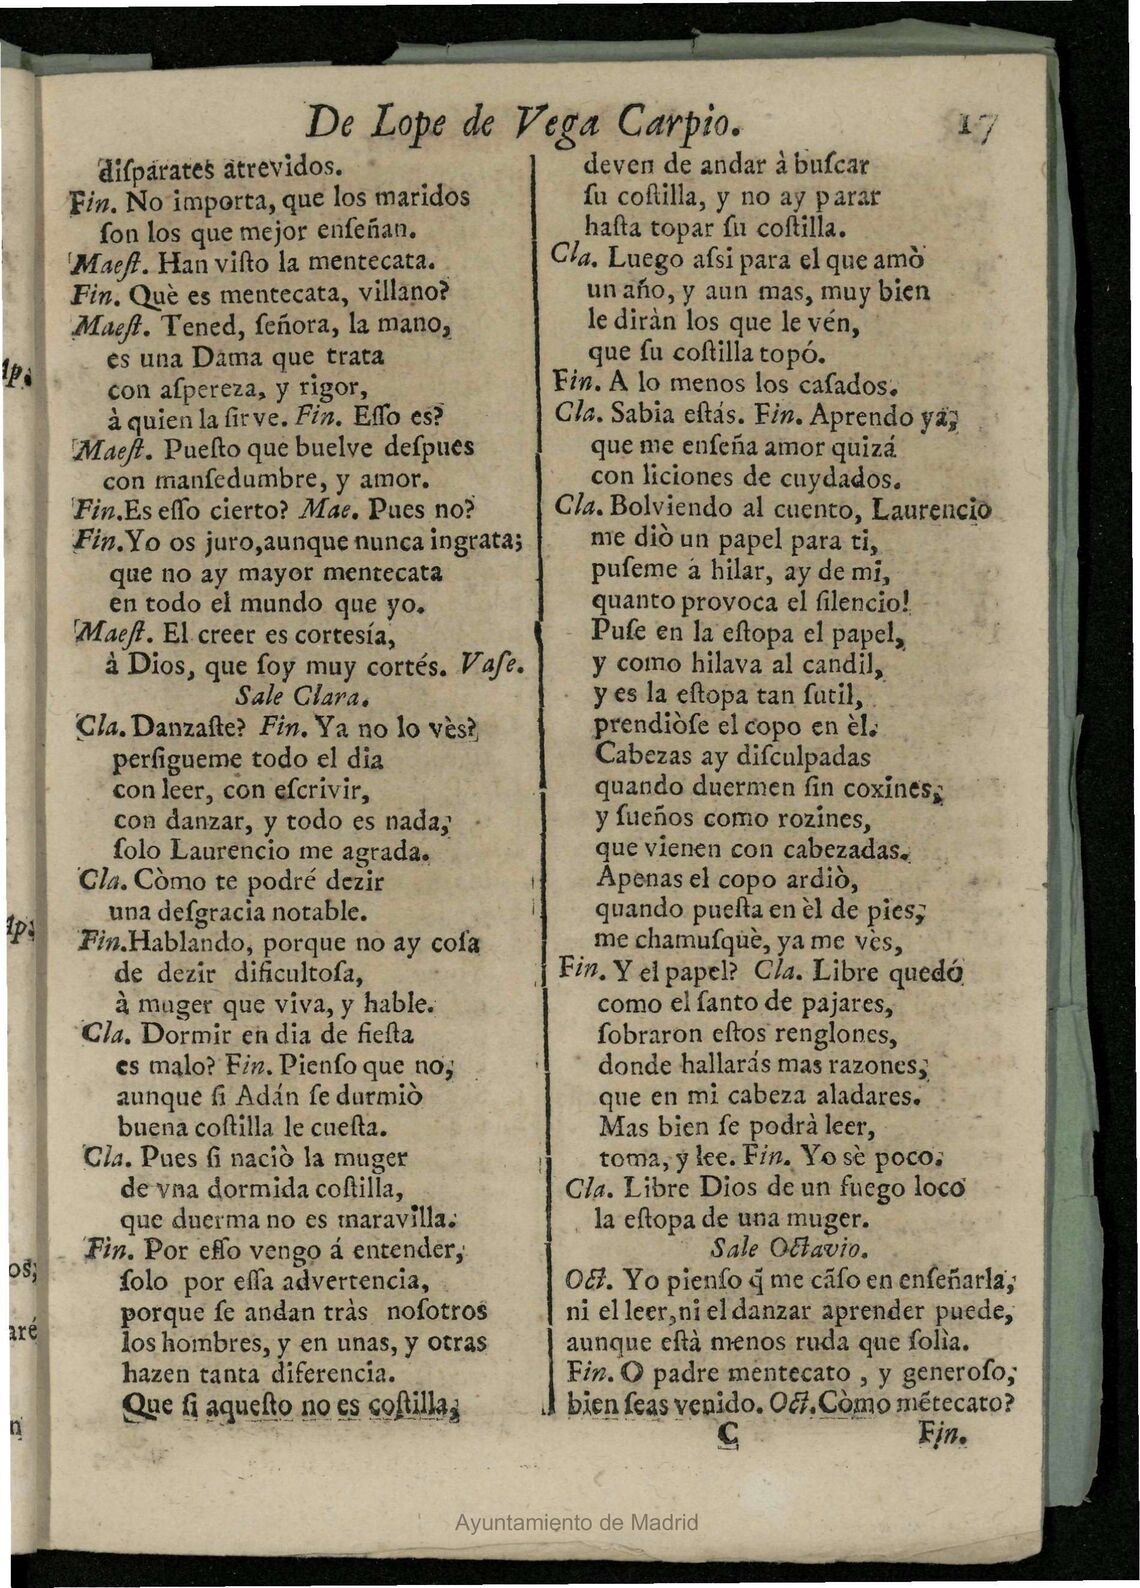 De Lope de Vega Carpio. 17
diſparates atrevidos.
Fin. No importa, que los maridos
ſon los que mejor enſeñan.
Maeſt. Han viſto la mentecata.
Fin. Què es mentecata, villano?
Maeſt. Tened, ſeñora, la mano,
es una Dama que trata
con aſpereza, y rigor,
à quien la ſirve. Fin. Eſſo es?
Maeſt. Pueſto que buelve deſpues
con manſedumbre, y amor.
Fin.Es eſſo cierto? Mae. Pues no?
Fin.Yo os juro,aunque nunca ingrata;
que no ay mayor mentecata
en todo el mundo que yo.
Maeſt. El creer es cortesía,
à Dios, que ſoy muy cortés. Vaſe.
Sale Clara.
Cla. Danzaſte? Fin. Ya no lo vès?
perſigueme todo el dia
con leer, con eſcrivir,
con danzar, y todo es nada;
ſolo Laurencio me agrada.
Cla. Còmo te podré dezir
una deſgracia notable.
Fin.Hablando, porque no ay coſa
de dezir dificultoſa,
à muger que viva, y hable.
Cla. Dormir en dia de fieſta
es malo? Fin. Pienſo que no;
aunque ſi Adán ſe durmiò
buena coſtilla le cueſta.
Cla. Pues ſi naciò la muger
de vna dormida coſtilla,
que duerma no es maravilla.
Fin. Por eſſo vengo á entender,
ſolo por eſſa advertencia,
porque ſe andan tràs noſotros
los hombres, y en unas, y otras
hazen tanta diferencia.
Que ſi aqueſto no es coſtilla;
deven de andar à buſcar
ſu coſtilla, y no ay parar
haſta topar ſu coſtilla.
Cla. Luego aſsi para el que amò
un año, y aun mas, muy bien
le diràn los que le vén,
que ſu coſtilla topó.
Fin. A lo menos los caſados.
Cla. Sabia eſtás. Fin. Aprendo yá;
que me enſeña amor quizá
con liciones de cuydados.
Cla. Bolviendo al cuento, Laurencio
me diò un papel para ti,
puſeme á hilar, ay de mi,
quanto provoca el ſilencio!
Puſe en la eſtopa el papel,
y como hilava al candil,
y es la eſtopa tan ſutil,
prendiòſe el copo en èl.
Cabezas ay diſculpadas
quando duermen ſin coxines,
y ſueños como rozines,
que vienen con cabezadas.
Apenas el copo ardiò,
quando pueſta en èl de pies;
me chamuſquè, ya me vès,
Fin. Y el papel? Cla. Libre quedó
como el ſanto de pajares,
ſobraron eſtos renglones,
donde hallarás mas razones;
que en mi cabeza aladares.
Mas bien ſe podrà leer,
toma, y lee. Fin. Yo sè poco.
Cla. Libre Dios de un fuego loco
la eſtopa de una muger.
Sale Octavio.
Oct. Yo pienſo q̃ me cãſo en enſeñarla;
ni el leer,ni el danzar aprender puede,
aunque eſtà menos ruda que ſolìa.
Fin. O padre mentecato , y generoſo;
bien ſeas venido. Oct.Còmo mẽtecato?
C Fin.
Ayuntamiento de Madrid